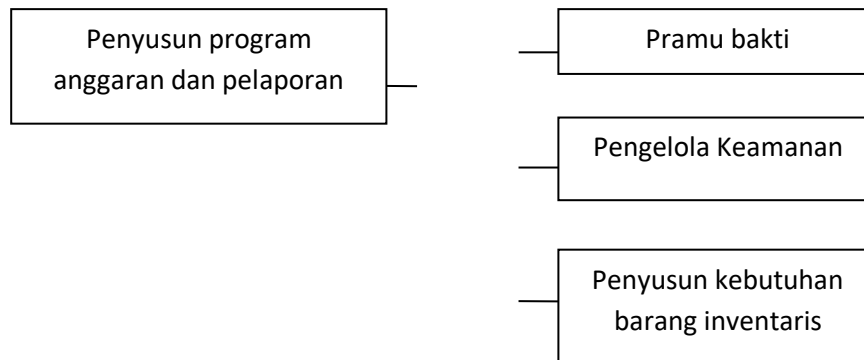 Penyusun program
anggaran dan pelaporan
Pramu bakti
Pengelola Keamanan
Penyusun kebutuhan
barang inventaris